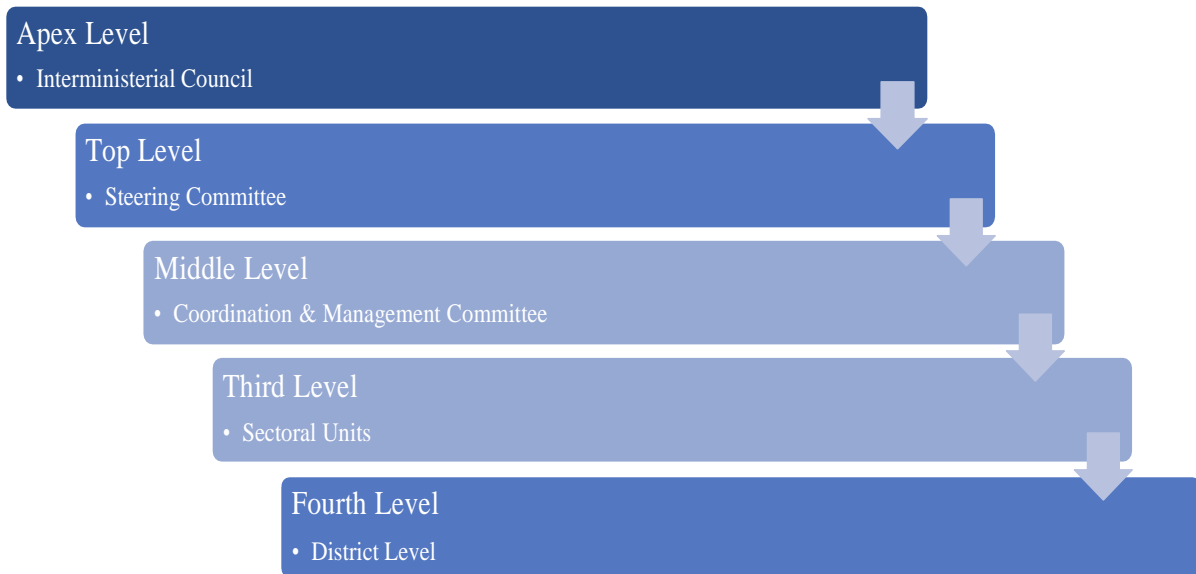 Apex Level
• Interministerial Council
Top Level
• Steering Committee
Middle Level
• Coordination & Management Committee
Third Level
• Sectoral Units
Fourth Level
• District Level